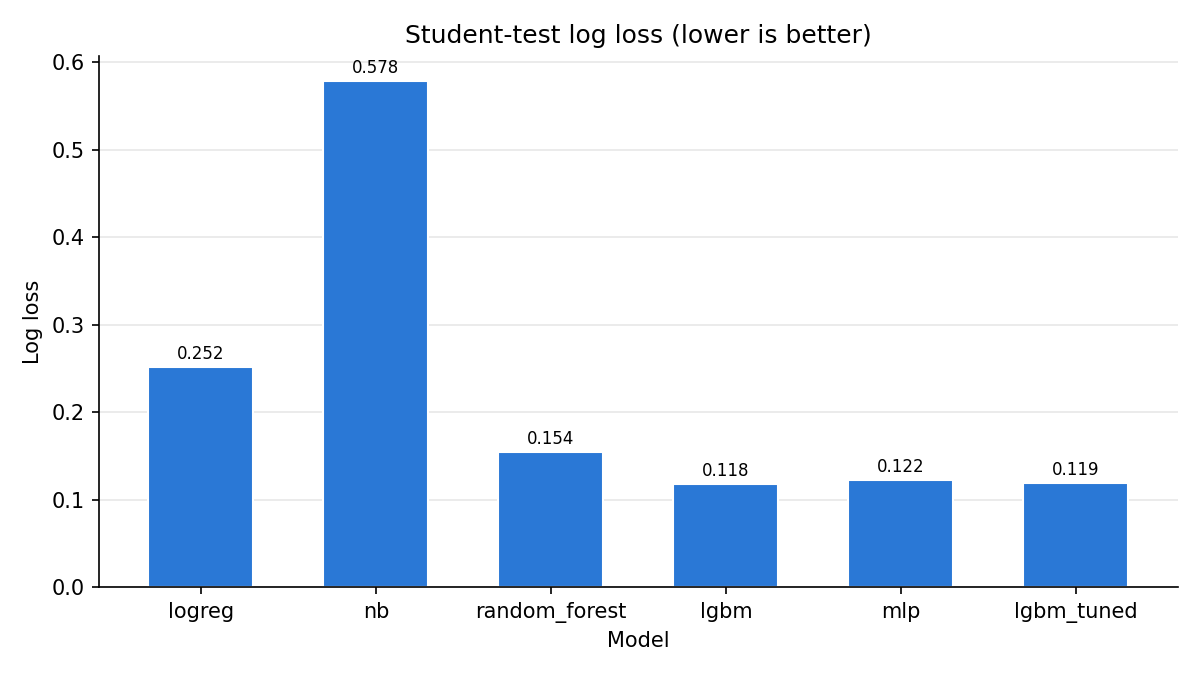 Student-test log loss (lower is better)
Log loss
0.6
0.5
0.4
0.3
0.2
0.1
0.0
0.252
0.578
0.154
0.118
0.122
0.119
logreg
nb
random_forest
lgbm
mlp
lgbm_tuned
Model